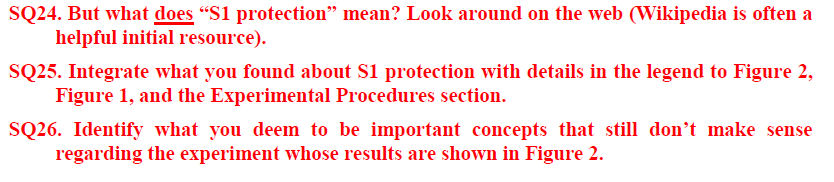 SQ24. But what does “S1 protection” mean? Look around on the web (Wikipedia is often a
helpful initial resource).
SQ25. Integrate what you found about S1 protection with details in the legend to Figure 2,
Figure 1, and the Experimental Procedures section.
SQ26. Identify what you deem to be important concepts that still don’t make sense
regarding the experiment whose results are shown in Figure 2.